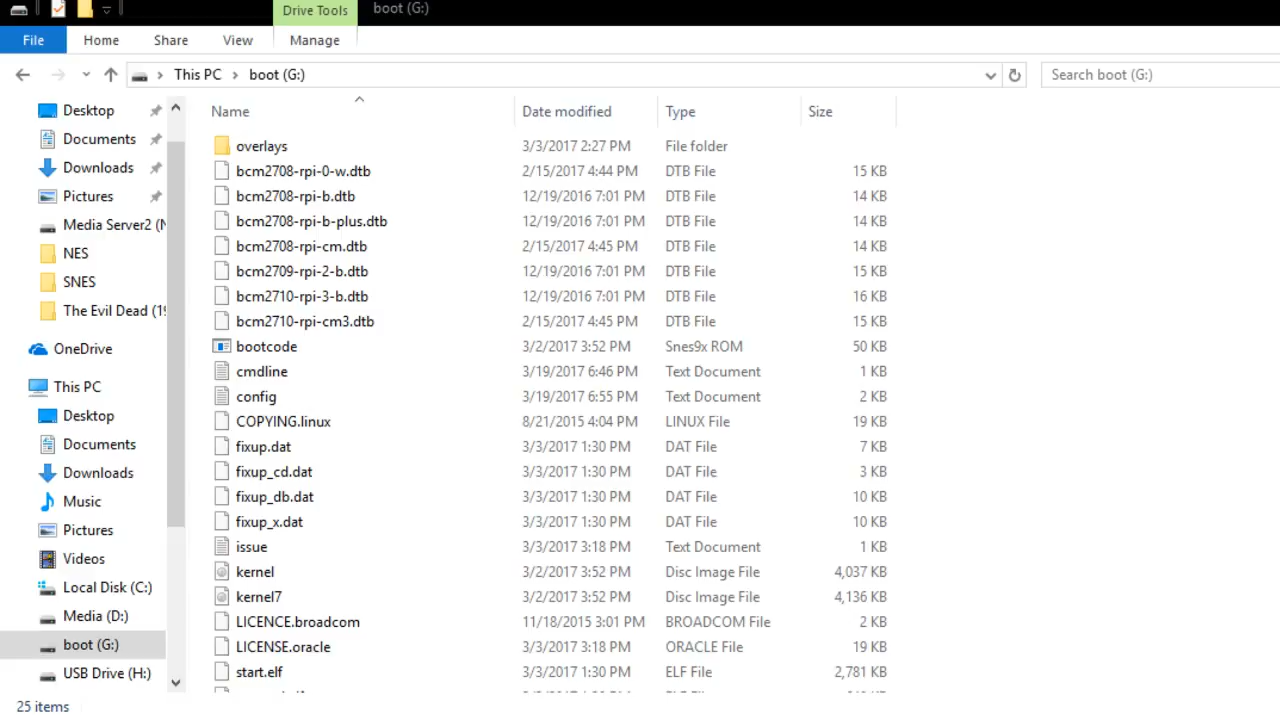 Drive Tools boot (G:)
File Home Share View Manage
This PC boot (G:) Search boot (G:)
Name Date modified Type Size
Desktop
Documents
Downloads
Pictures
Media Server2 (N
NES
SNES
The Evil Dead (19
OneDrive
This PC
Desktop
Documents
Downloads
Music
Pictures
Videos
Local Disk (C:)
Media (D:)
boot (G:)
USB Drive (H:)
overlays 3/3/2017 2:27 PM File folder
bcm2708-rpi-0-w.dtb 2/15/2017 4:44 PM DTB File 15 KB
bcm2708-rpi-b.dtb 12/19/2016 7:01 PM DTB File 14 KB
bcm2708-rpi-b-plus.dtb 12/19/2016 7:01 PM DTB File 14 KB
bcm2708-rpi-cm.dtb 2/15/2017 4:45 PM DTB File 14 KB
bcm2709-rpi-2-b.dtb 12/19/2016 7:01 PM DTB File 15 KB
bcm2710-rpi-3-b.dtb 12/19/2016 7:01 PM DTB File 16 KB
bcm2710-rpi-cm3.dtb 2/15/2017 4:45 PM DTB File 15 KB
bootcode 3/2/2017 3:52 PM Snes9x ROM 50 KB
cmdline 3/19/2017 6:46 PM Text Document 1 KB
config 3/19/2017 6:55 PM Text Document 2 KB
COPYING.linux 8/21/2015 4:04 PM LINUX File 19 KB
fixup.dat 3/3/2017 1:30 PM DAT File 7 KB
fixup_cd.dat 3/3/2017 1:30 PM DAT File 3 KB
fixup_db.dat 3/3/2017 1:30 PM DAT File 10 KB
fixup_x.dat 3/3/2017 1:30 PM DAT File 10 KB
issue 3/3/2017 3:18 PM Text Document 1 KB
kernel 3/2/2017 3:52 PM Disc Image File 4,037 KB
kernel7 3/2/2017 3:52 PM Disc Image File 4,136 KB
LICENCE.broadcom 11/18/2015 3:01 PM BROADCOM File 2 KB
LICENSE.oracle 3/3/2017 3:18 PM ORACLE File 19 KB
start.elf 3/3/2017 1:30 PM ELF File 2,781 KB
25 items